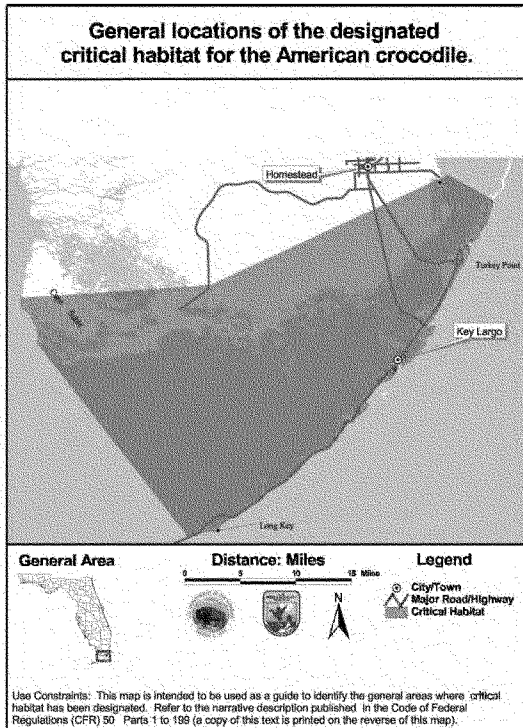 General locations of the designated
critical habitat for the American crocodile.
Homestead
Turkey Point
Cape Sable
Key Largo
Long Key
General Area
Distance: Miles
0 5 10 15 Miles
N
Legend
City/Town
Major Road/Highway
Critical Habitat
Use Constraints: This map is intended to be used as a guide to identify the general areas where critical
habitat has been designated. Refer to the narrative description published in the Code of Federal
Regulations (CFR) 50 Parts 1 to 199 (a copy of this text is printed on the reverse of this map).